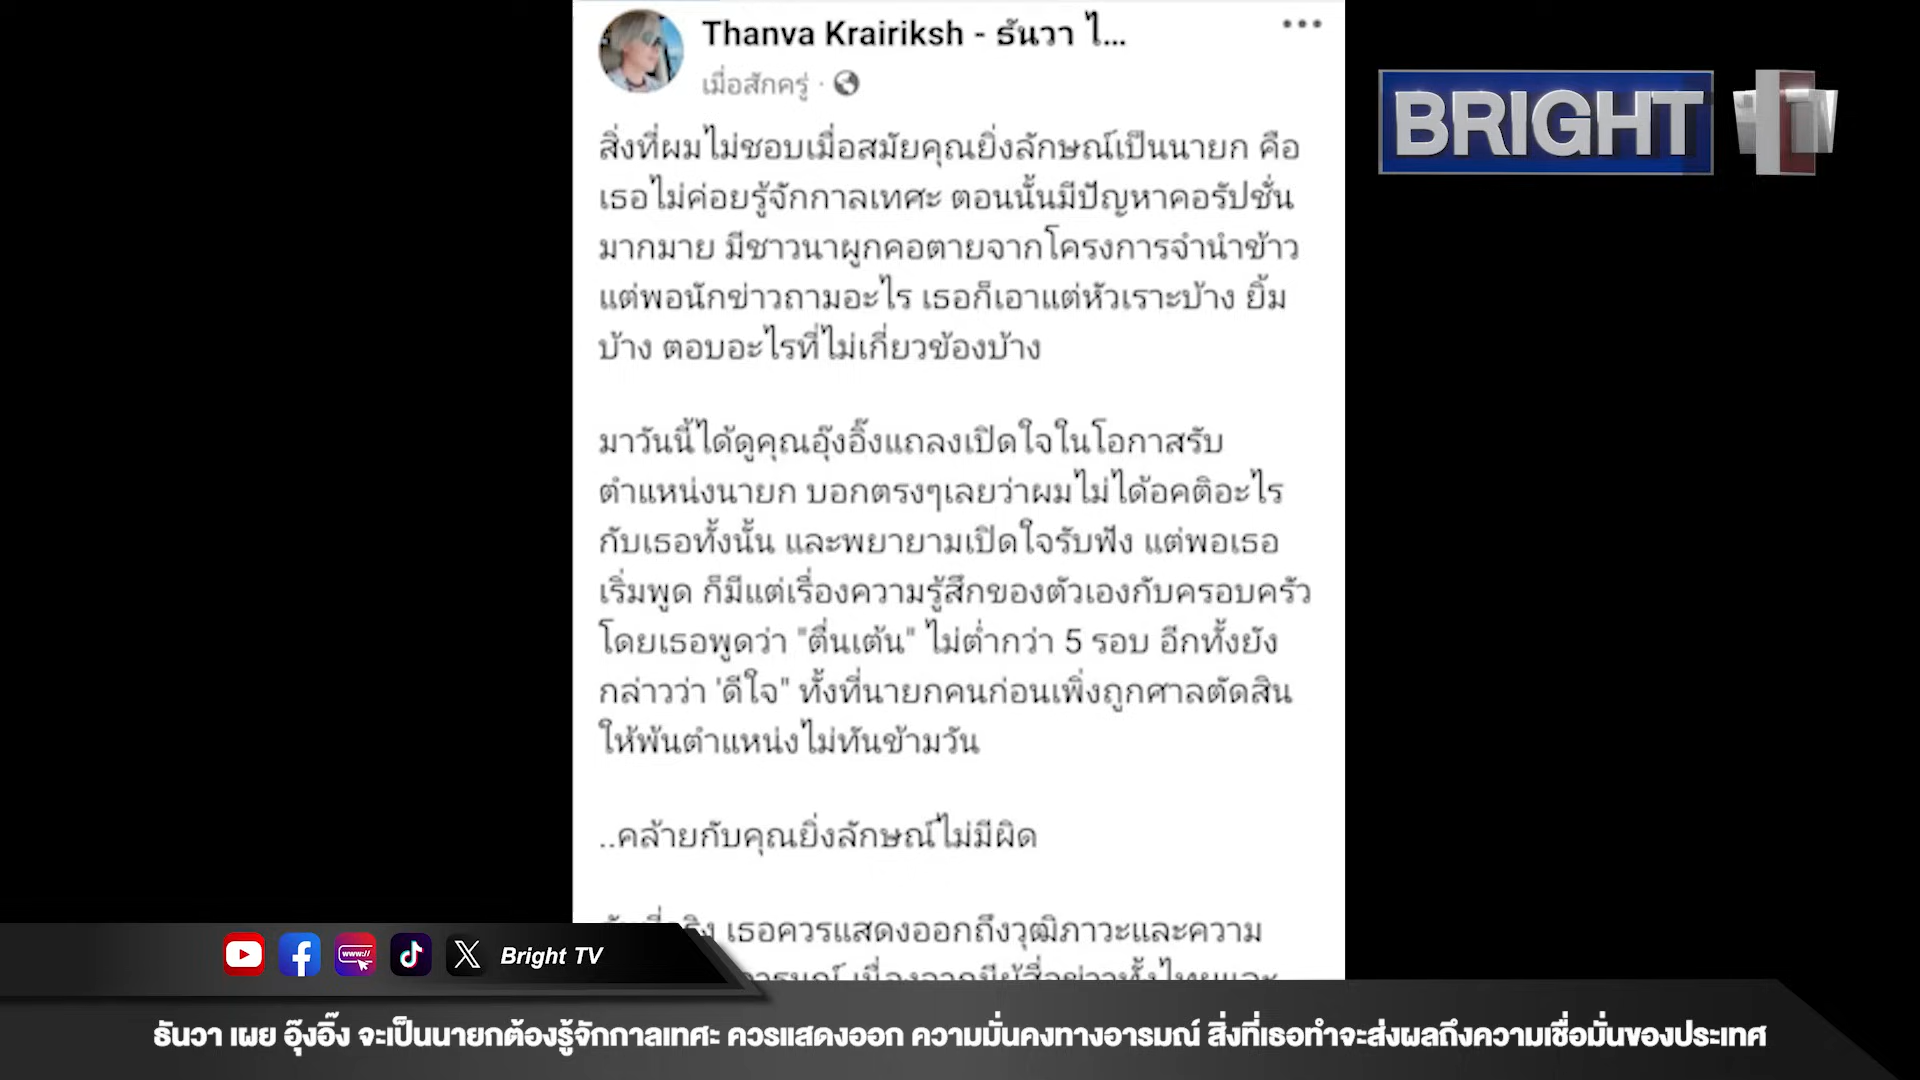 Thanva Krairiksh - ธันวา ไ...
เมื่อสักครู่ ·
BRIGHT TV
สิ่งที่ผมไม่ชอบเมื่อสมัยคุณยิ่งลักษณ์เป็นนายก คือ
เธอไม่ค่อยรู้จักกาลเทศะ ตอนนั้นมีปัญหาคอรัปชั่น
มากมาย มีชาวนาผูกคอตายจากโครงการจำนำข้าว
แต่พอนักข่าวถามอะไร เธอก็เอาแต่หัวเราะบ้าง ยิ้ม
บ้าง ตอบอะไรที่ไม่เกี่ยวข้องบ้าง
มาวันนี้ได้ดูคุณอุ๊งอิ๊งแถลงเปิดใจในโอกาสรับ
ตำแหน่งนายก บอกตรงๆเลยว่าผมไม่ได้อคติอะไร
กับเธอทั้งนั้น และพยายามเปิดใจรับฟัง แต่พอเธอ
เริ่มพูด ก็มีแต่เรื่องความรู้สึกของตัวเองกับครอบครัว
โดยเธอพูดว่า "ตื่นเต้น" ไม่ต่ำกว่า 5 รอบ อีกทั้งยัง
กล่าวว่า 'ดีใจ" ทั้งที่นายกคนก่อนเพิ่งถูกศาลตัดสิน
ให้พ้นตำแหน่งไม่ทันข้ามวัน
..คล้ายกับคุณยิ่งลักษณ์ไม่มีผิด
เธอควรแสดงออกถึงวุฒิภาวะและความ
เนื่องจากมีผู้สื่อข่าวทั้งไทยและ
www://
Bright TV
ธันวา เผย อุ๊งอิ๊ง จะเป็นนายกต้องรู้จักกาลเทศะ ควรแสดงออก ความมั่นคงทางอารมณ์ สิ่งที่เธอทำจะส่งผลถึงความเชื่อมั่นของประเทศ